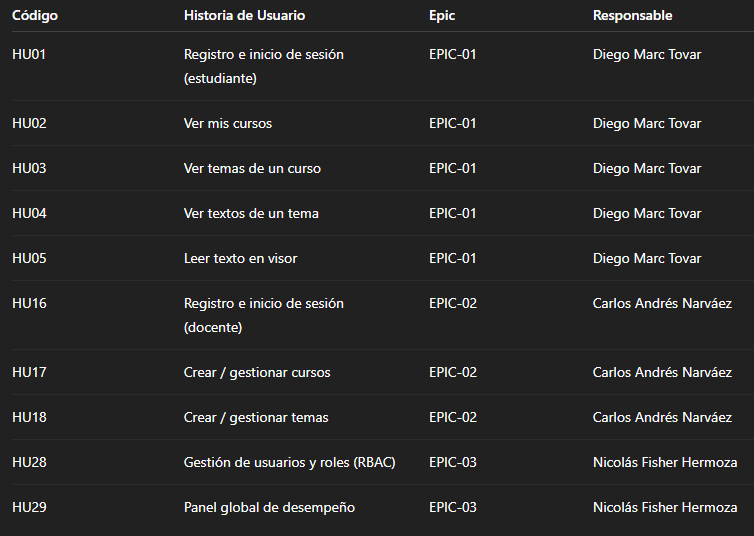 Código Historia de Usuario Epic Responsable
HU01 Registro e inicio de sesión EPIC-01 Diego Marc Tovar
(estudiante)
HU02 Ver mis cursos EPIC-01 Diego Marc Tovar
HU03 Ver temas de un curso EPIC-01 Diego Marc Tovar
HU04 Ver textos de un tema EPIC-01 Diego Marc Tovar
HU05 Leer texto en visor EPIC-01 Diego Marc Tovar
HU16 Registro e inicio de sesión EPIC-02 Carlos Andrés Narváez
(docente)
HU17 Crear / gestionar cursos EPIC-02 Carlos Andrés Narváez
HU18 Crear / gestionar temas EPIC-02 Carlos Andrés Narváez
HU28 Gestión de usuarios y roles (RBAC) EPIC-03 Nicolás Fisher Hermoza
HU29 Panel global de desempeño EPIC-03 Nicolás Fisher Hermoza